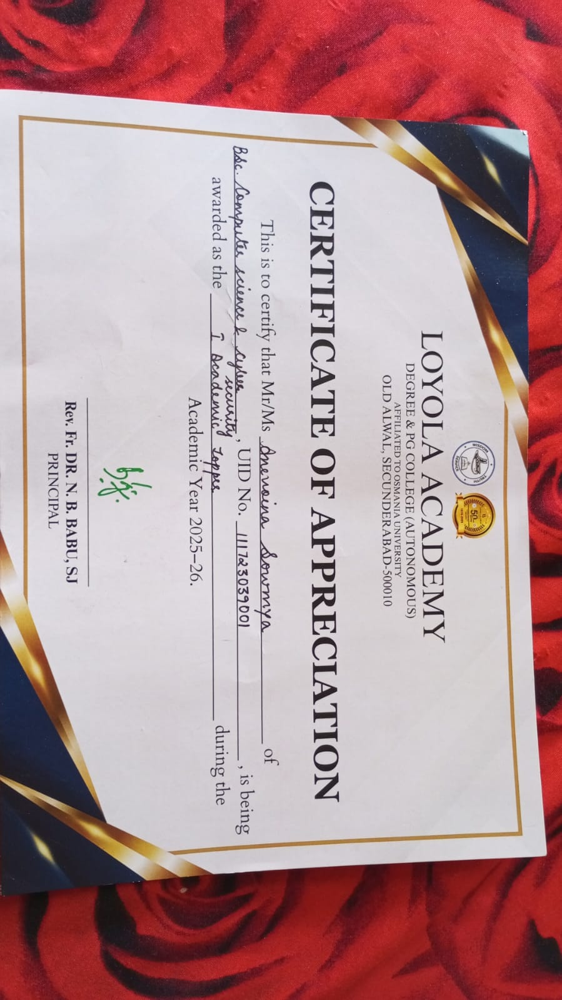 WISDOM
TRUTH
SERVICE
50
LOYOLA ACADEMY
DEGREE & PG COLLEGE (AUTONOMOUS)
AFFILIATED TO OSMANIA UNIVERSITY
OLD ALWAL, SECUNDERABAD-500010
CERTIFICATE OF APPRECIATION
This is to certify that Mr/Ms Sowmya of
Bsc. Computer science & cyber security, UID No. 111723039001, is being
awarded as the I Academic Topper during the
Academic Year 2025–26.
Rev. Fr. DR. N. B. BABU, SJ
PRINCIPAL